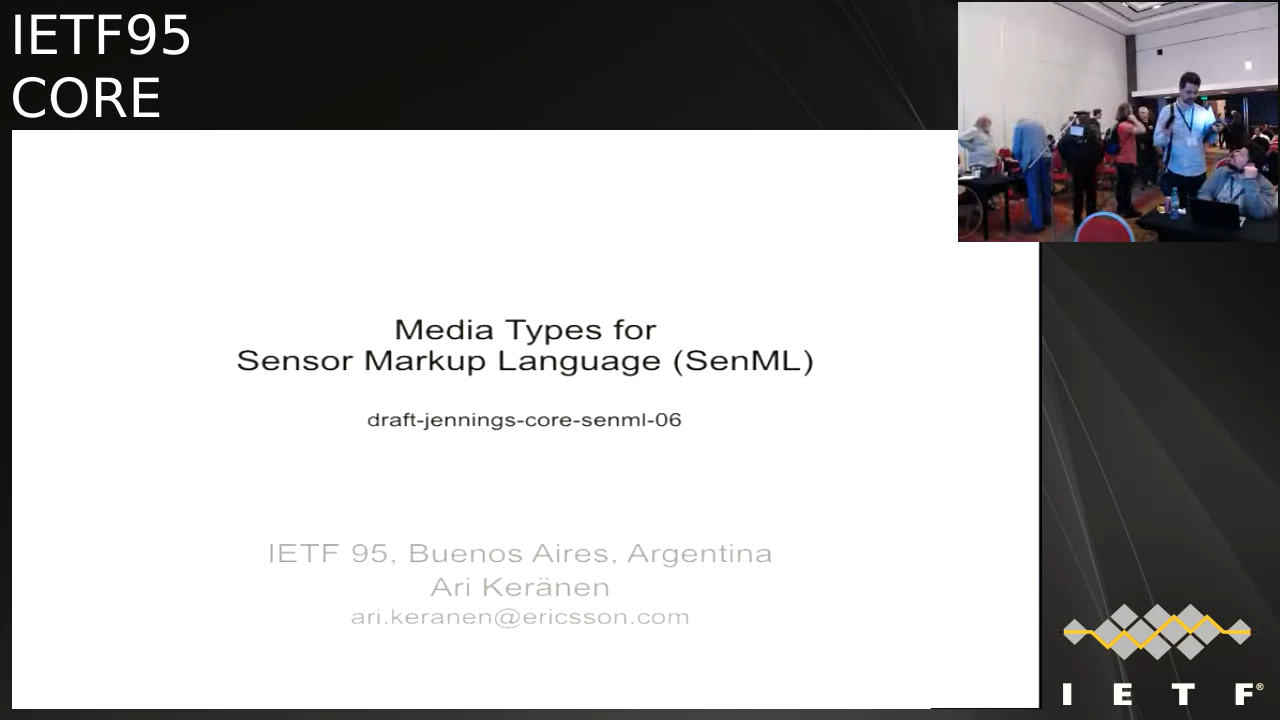 IETF95
CORE
Media Types for
Sensor Markup Language (SenML)
draft-jennings-core-senml-06
IETF 95, Buenos Aires, Argentina
Ari Keränen
ari.keranen@ericsson.com
I E T F®